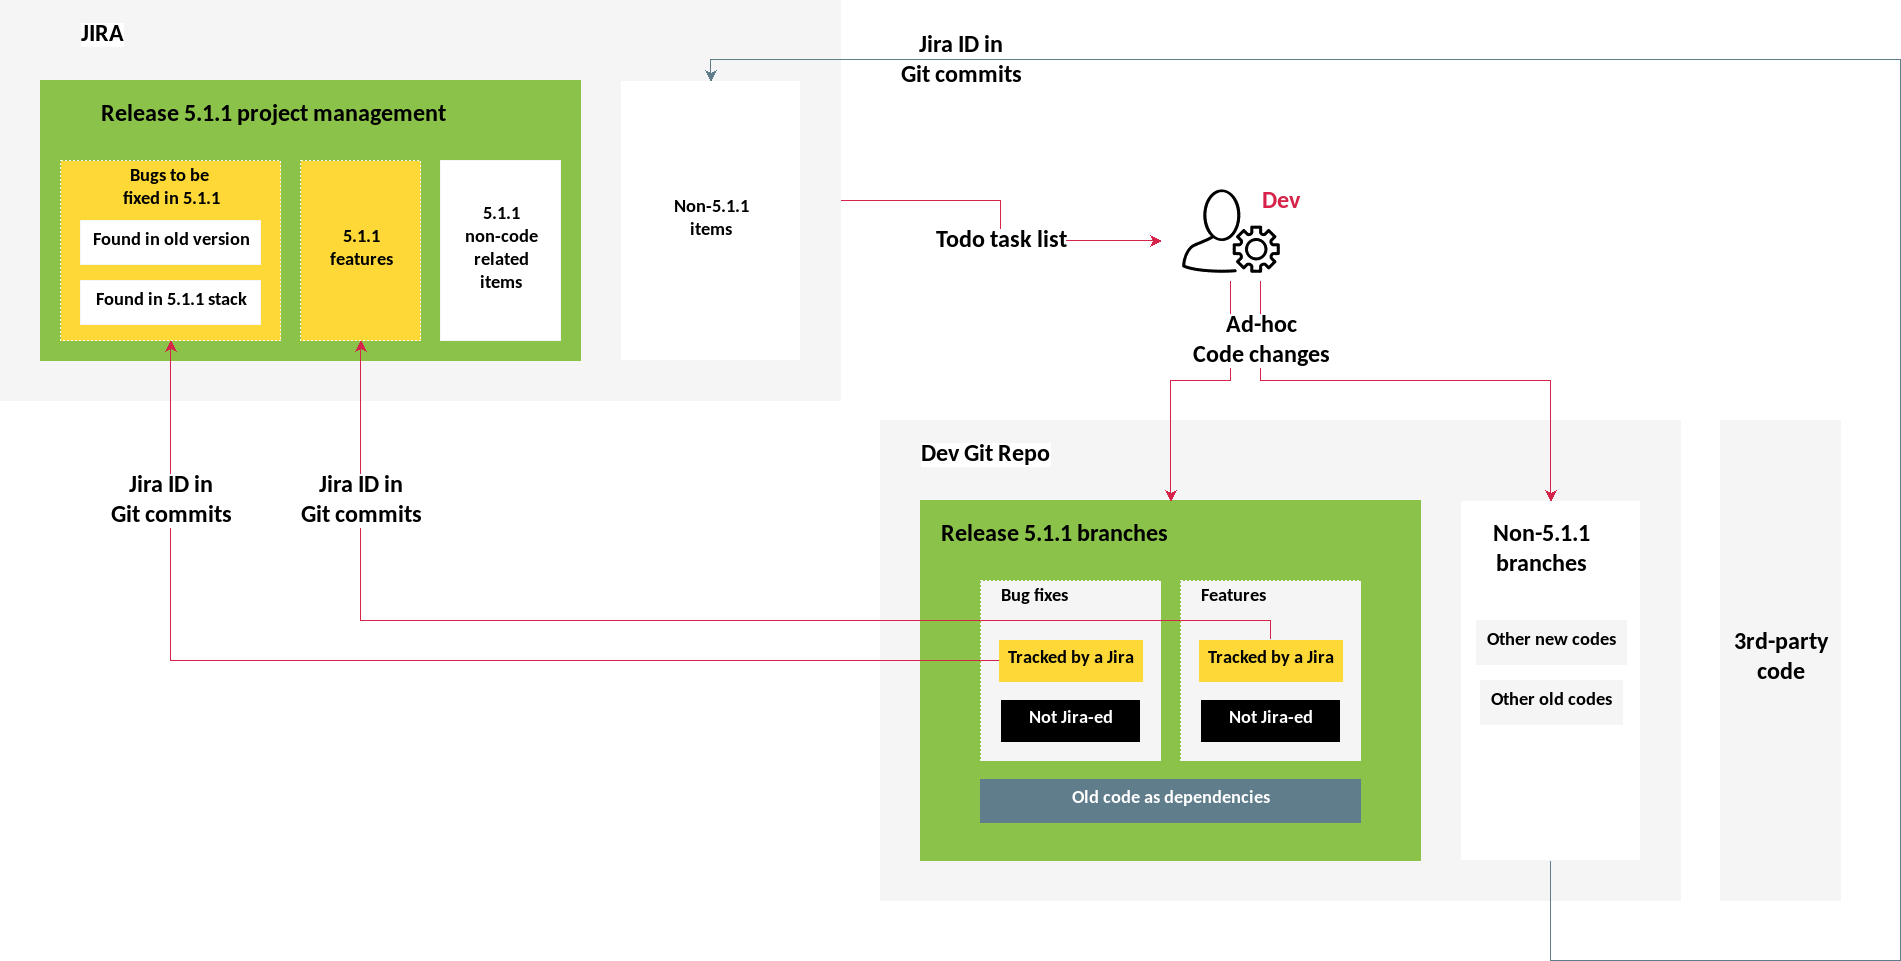 JIRA
Release 5.1.1 project management
Bugs to be
fixed in 5.1.1
Found in old version
Found in 5.1.1 stack
5.1.1
features
5.1.1
non-code
related
items
Non-5.1.1
items
Jira ID in
Git commits
Todo task list
Dev
Ad-hoc
Code changes
Jira ID in
Git commits
Jira ID in
Git commits
Dev Git Repo
Release 5.1.1 branches
Bug fixes
Tracked by a Jira
Not Jira-ed
Features
Tracked by a Jira
Not Jira-ed
Old code as dependencies
Non-5.1.1
branches
Other new codes
Other old codes
3rd-party
code